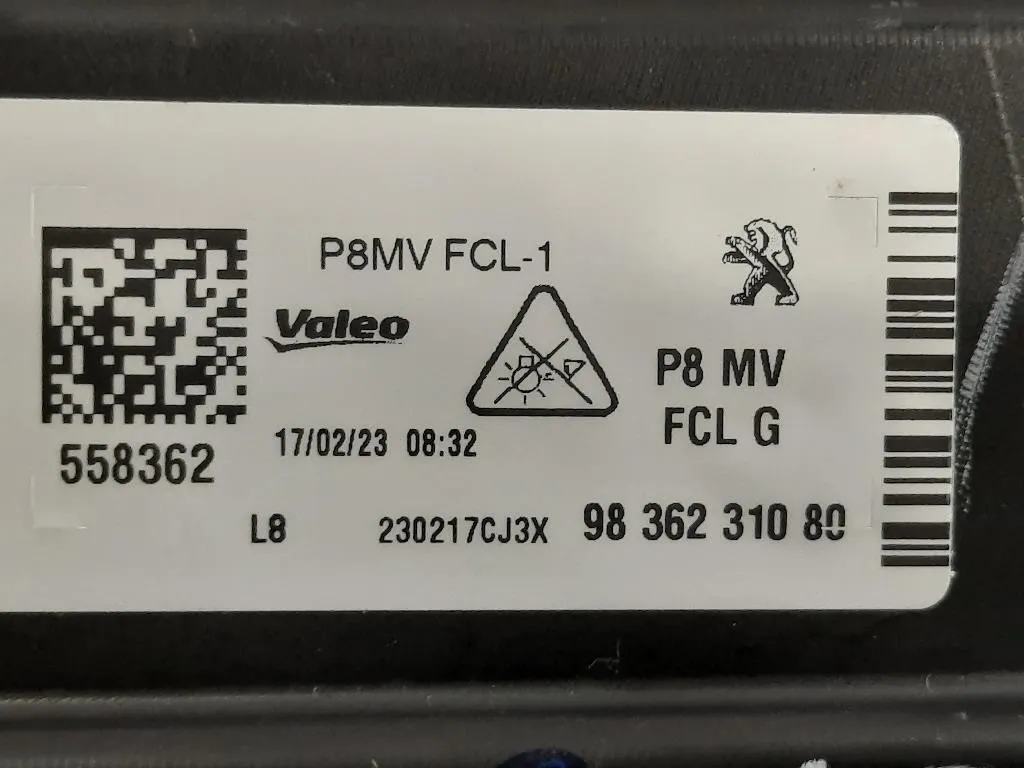 P8MV FCL-1
Valeo
P8 MV
FCL G
17/02/23 08:32
558362
L8
230217CJ3X
98 362 310 80